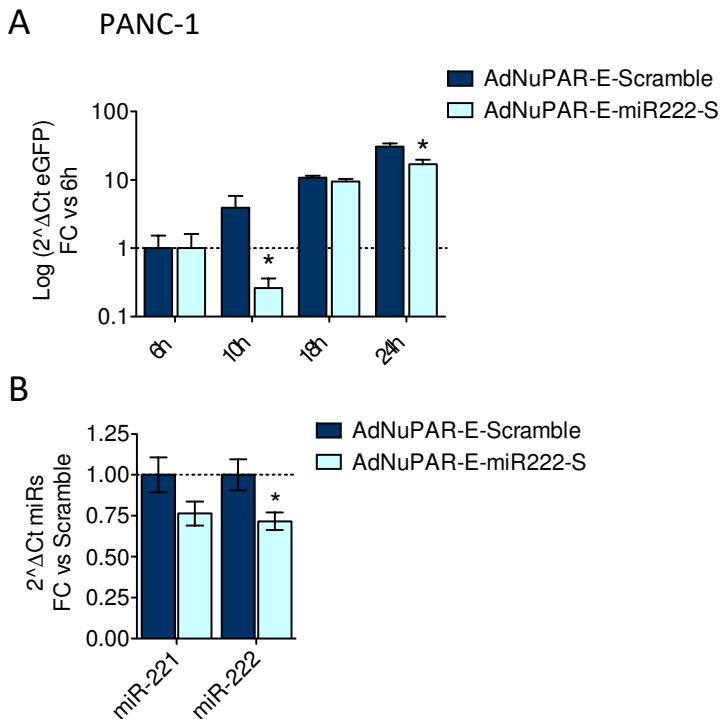 A PANC-1
AdNuPAR-E-Scramble
AdNuPAR-E-miR222-S
Log (2^ΔΔCt eGFP)
FC vs 6h
100
10
1
0.1
*
*
6h
10h
18h
24h
B
AdNuPAR-E-Scramble
AdNuPAR-E-miR222-S
2^ΔΔCt miRs
FC vs Scramble
1.25
1.00
0.75
0.50
0.25
0.00
*
miR-221
miR-222